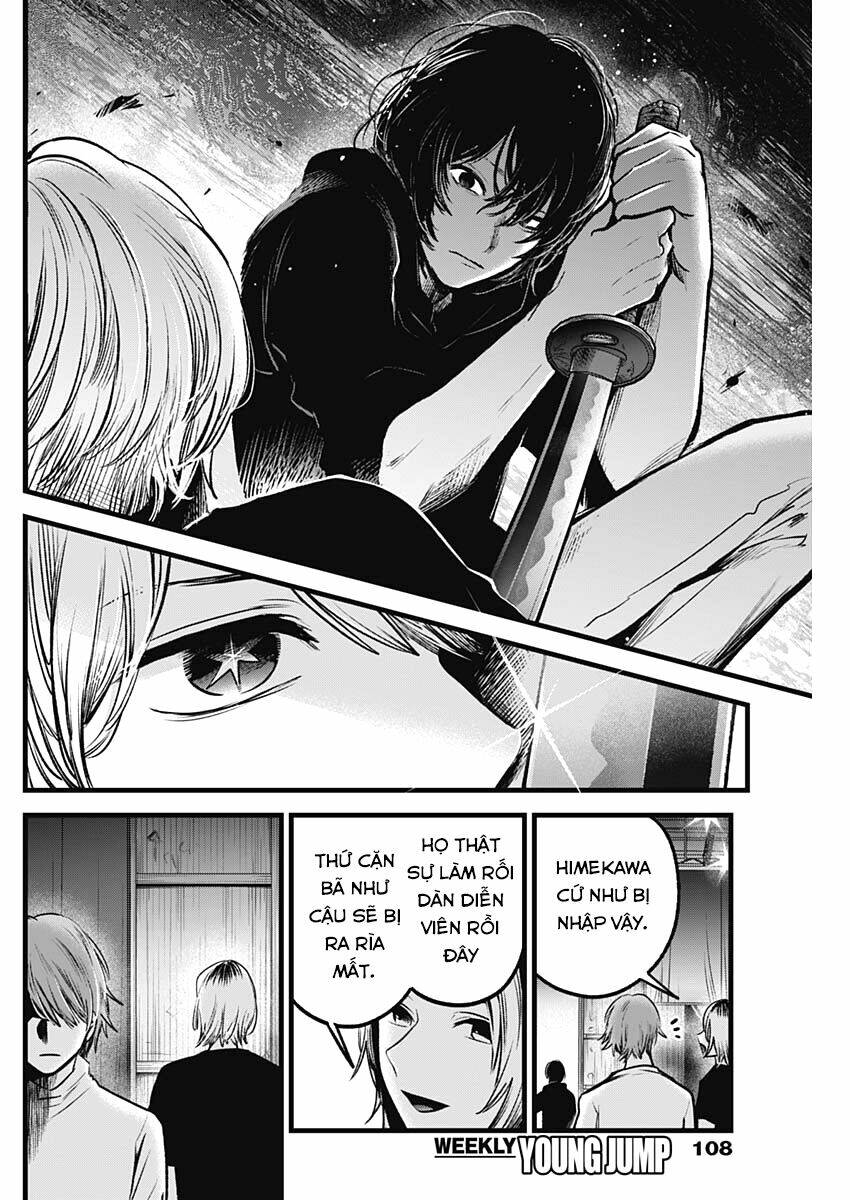 HIMEKAWA
CỨ NHƯ BỊ
NHẬP VẬY.
HỌ THẬT
SỰ LÀM RỐI
DÀN DIỄN
VIÊN RỒI
ĐÂY
THỨ CẶN
BÃ NHƯ
CẬU SẼ BỊ
RA RÌA
MẤT.
WEEKLY YOUNG JUMP 108